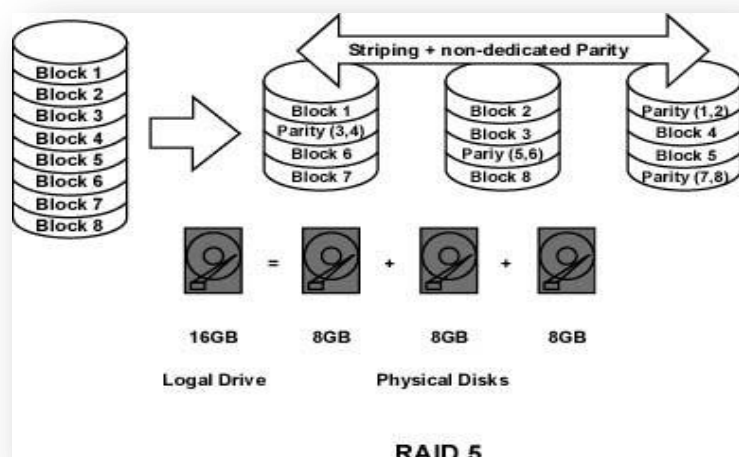 Striping + non-dedicated Parity
Block 1
Block 2
Block 3
Block 4
Block 5
Block 6
Block 7
Block 8
Block 1
Parity (3,4)
Block 6
Block 7
Block 2
Block 3
Pariy (5,6)
Block 8
Parity (1,2)
Block 4
Block 5
Parity (7,8)
= + +
16GB 8GB 8GB 8GB
Logal Drive Physical Disks
RAID 5